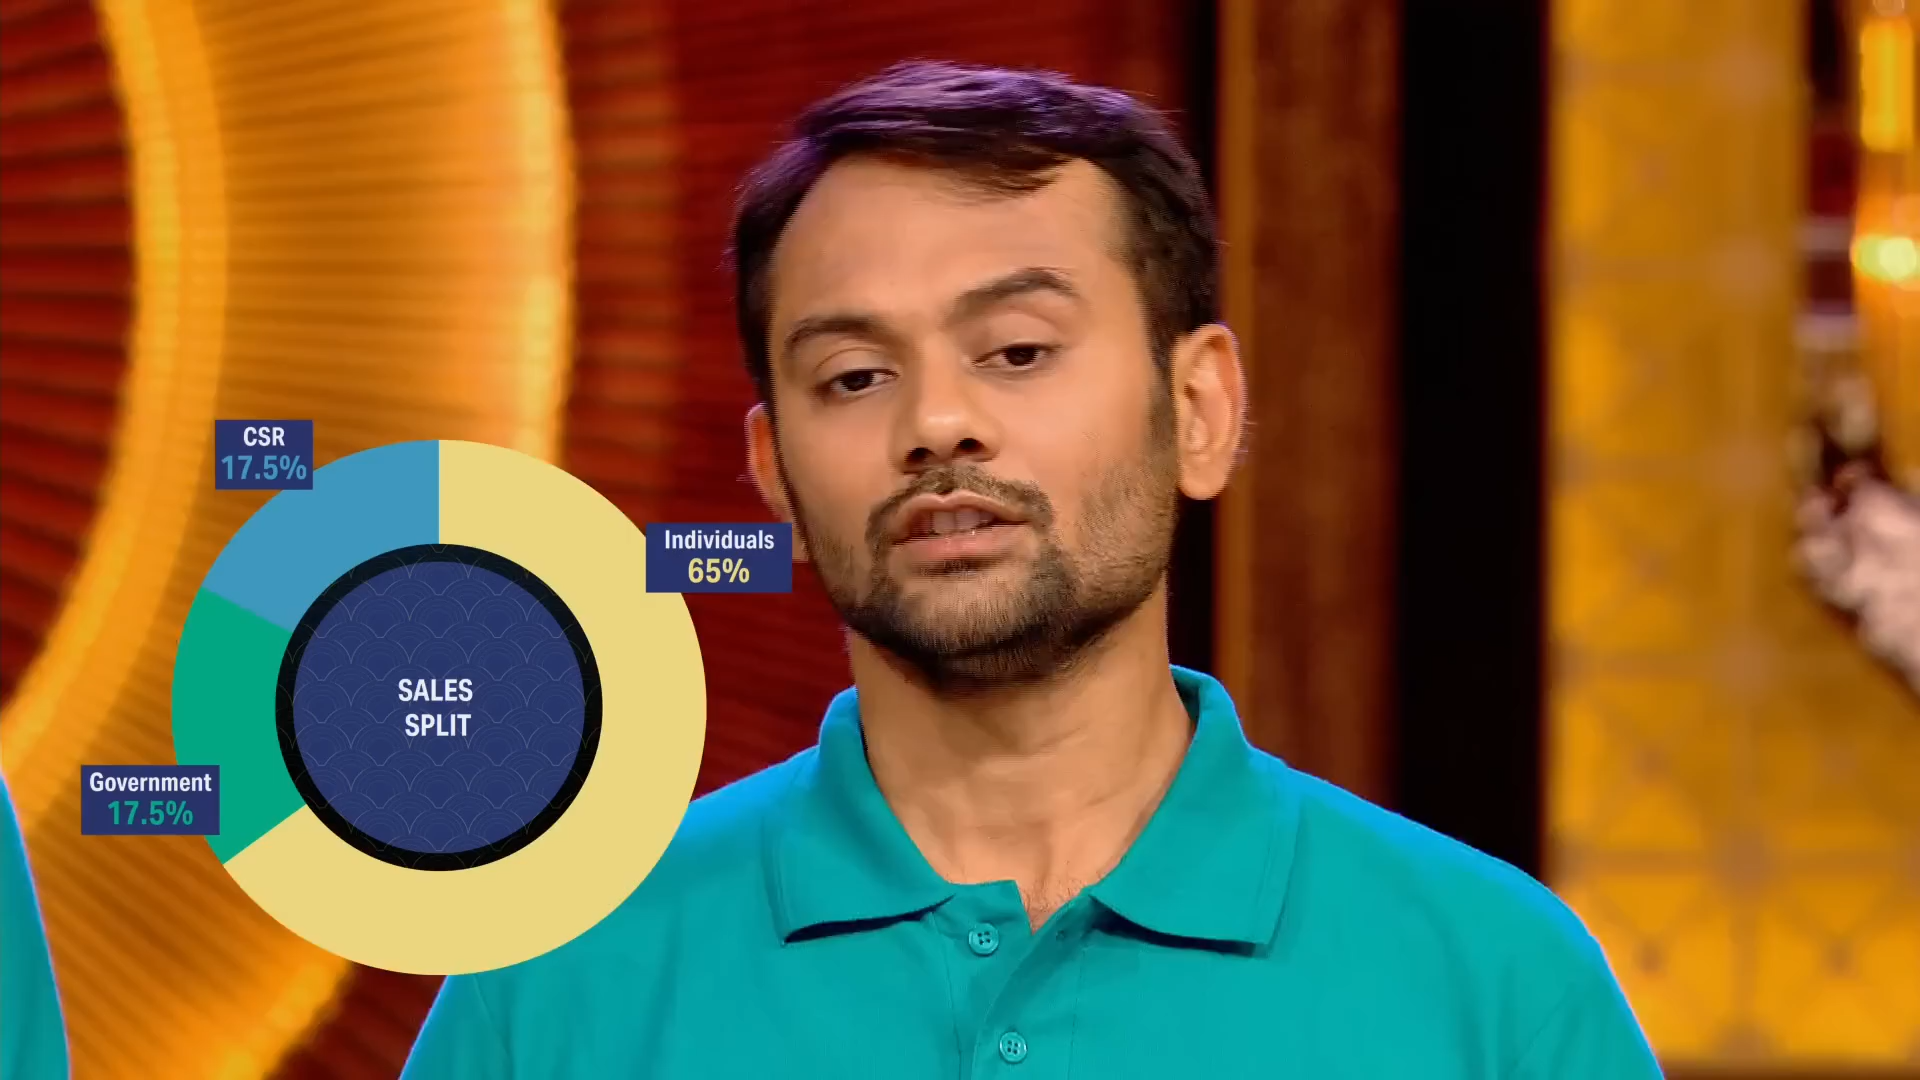 CSR
17.5%
Individuals
65%
SALES
SPLIT
Government
17.5%